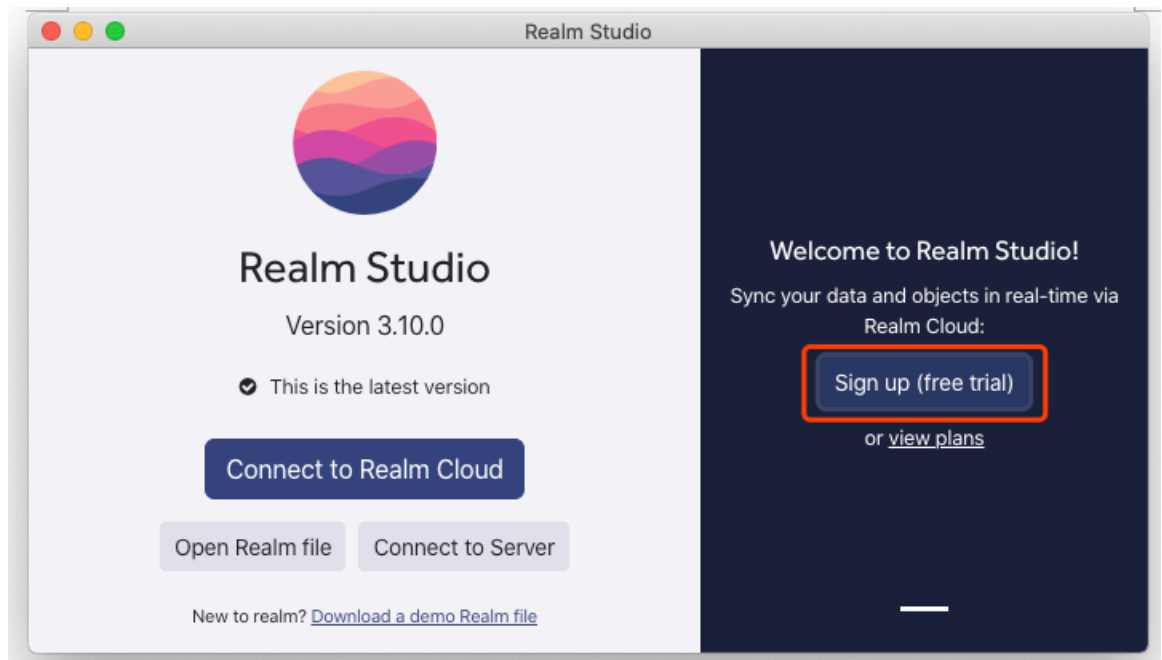 Realm Studio
Realm Studio
Version 3.10.0
This is the latest version
Connect to Realm Cloud
Open Realm file
Connect to Server
New to realm? Download a demo Realm file
Welcome to Realm Studio!
Sync your data and objects in real-time via
Realm Cloud:
Sign up (free trial)
or view plans